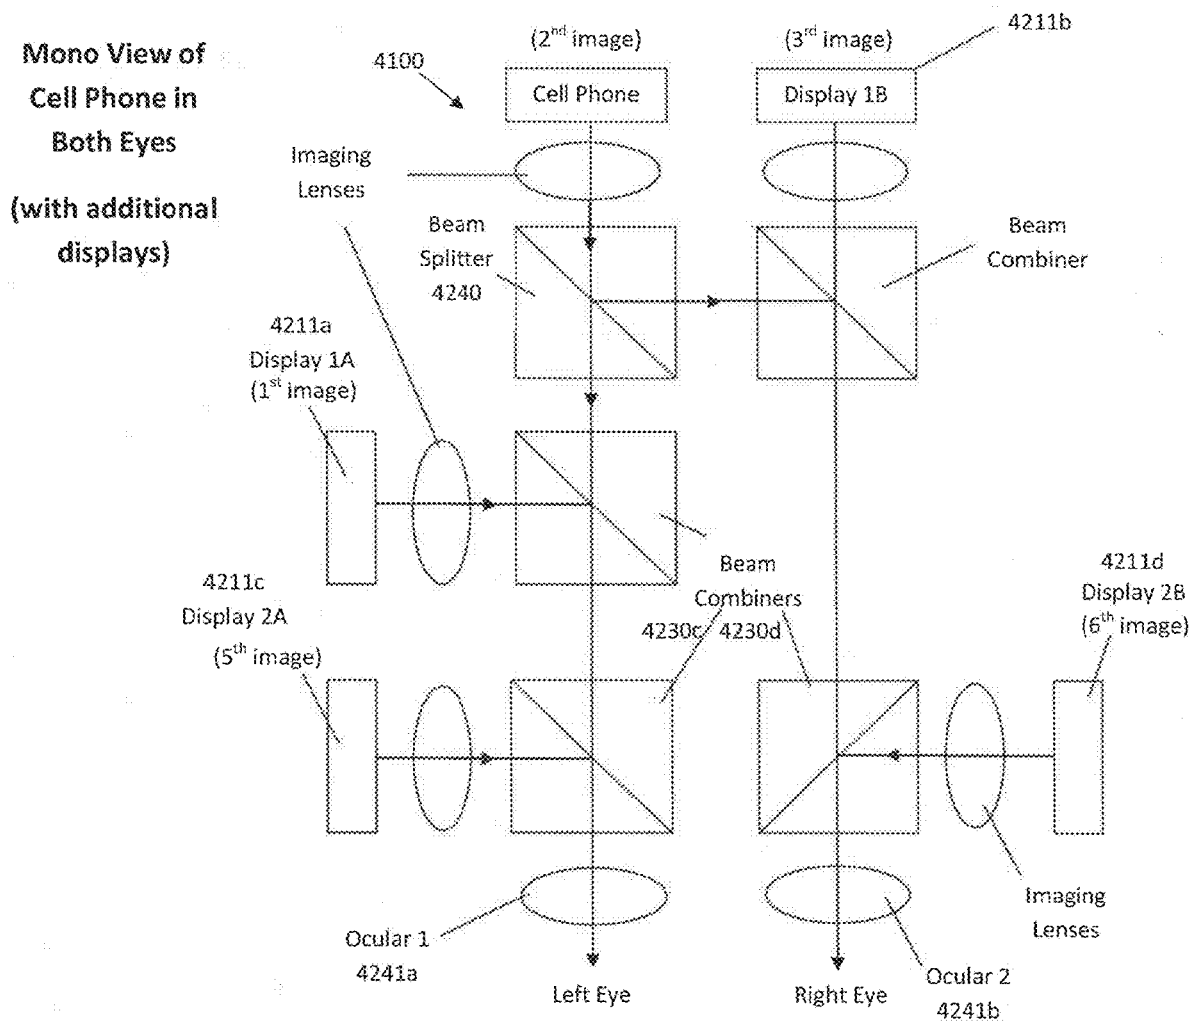 Mono View of
Cell Phone in
Both Eyes
(with additional
displays)
4100
(2nd image)
Cell Phone
(3rd image)
Display 1B
4211b
Imaging
Lenses
Beam
Splitter
4240
Beam
Combiner
4211a
Display 1A
(1st image)
Beam
Combiners
4230c 4230d
4211c
Display 2A
(5th image)
4211d
Display 2B
(6th image)
Imaging
Lenses
Ocular 1
4241a
Left Eye
Right Eye
Ocular 2
4241b